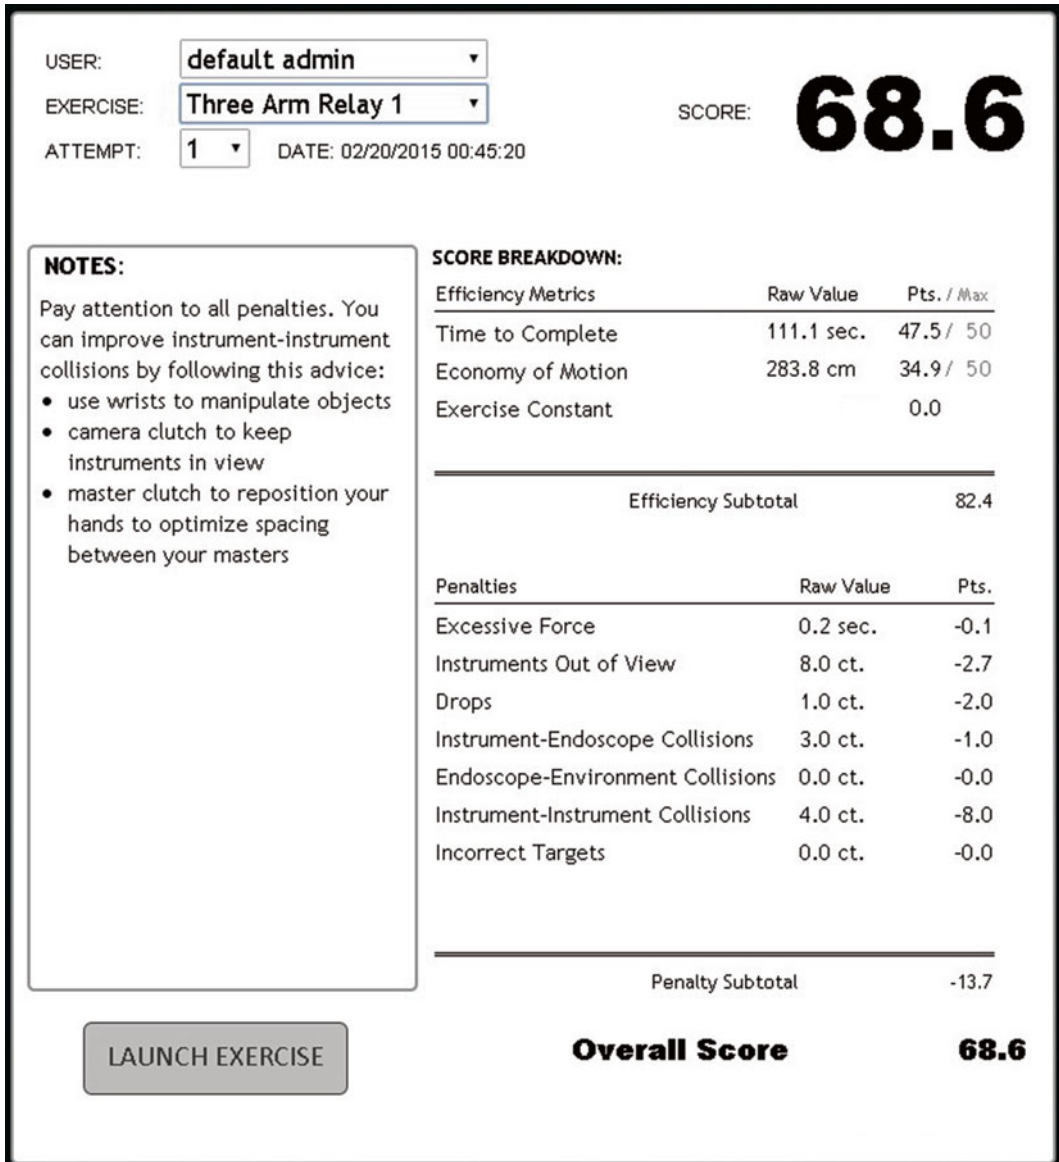 USER: default admin
EXERCISE: Three Arm Relay 1
ATTEMPT: 1 DATE: 02/20/2015 00:45:20
SCORE: 68.6
NOTES:
Pay attention to all penalties. You
can improve instrument-instrument
collisions by following this advice:
• use wrists to manipulate objects
• camera clutch to keep
instruments in view
• master clutch to reposition your
hands to optimize spacing
between your masters
SCORE BREAKDOWN:
Efficiency Metrics Raw Value Pts. / Max
Time to Complete 111.1 sec. 47.5 / 50
Economy of Motion 283.8 cm 34.9 / 50
Exercise Constant 0.0
Efficiency Subtotal 82.4
Penalties Raw Value Pts.
Excessive Force 0.2 sec. -0.1
Instruments Out of View 8.0 ct. -2.7
Drops 1.0 ct. -2.0
Instrument-Endoscope Collisions 3.0 ct. -1.0
Endoscope-Environment Collisions 0.0 ct. -0.0
Instrument-Instrument Collisions 4.0 ct. -8.0
Incorrect Targets 0.0 ct. -0.0
Penalty Subtotal -13.7
LAUNCH EXERCISE
Overall Score 68.6